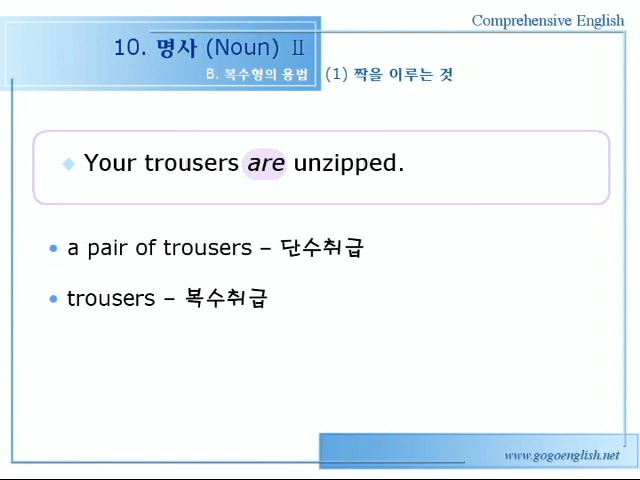 Comprehensive English
10. 명사 (Noun) Ⅱ
B. 복수형의 용법 (1) 짝을 이루는 것
◆ Your trousers are unzipped.
• a pair of trousers – 단수취급
• trousers – 복수취급
www.gogoenglish.net